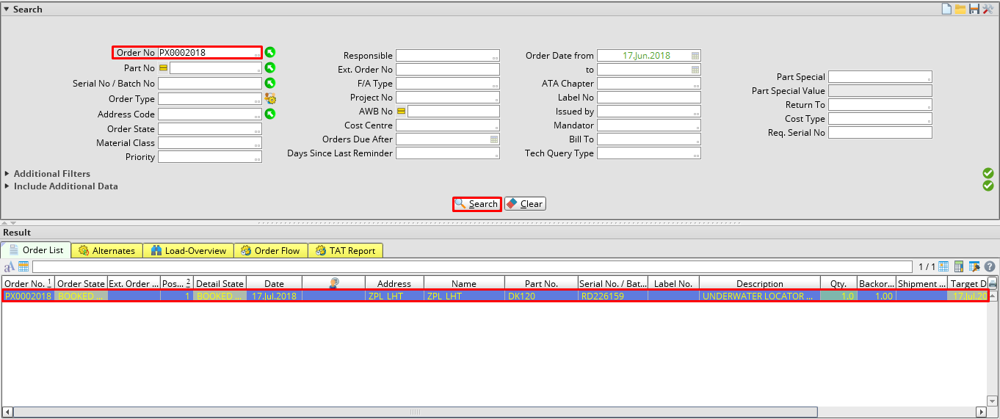 Search
Order No PX0002018
Part No
Serial No / Batch No
Order Type
Address Code
Order State
Material Class
Priority
Responsible
Ext. Order No
F/A Type
Project No
AWB No
Cost Centre
Orders Due After
Days Since Last Reminder
Order Date from 17.Jun.2018
to
ATA Chapter
Label No
Issued by
Mandator
Bill To
Tech Query Type
Part Special
Part Special Value
Return To
Cost Type
Req. Serial No
Additional Filters
Include Additional Data
Search Clear
Result
Order List Alternates Load-Overview Order Flow TAT Report
aA 1 / 1
Order No. 1 Order State Ext. Order ... Pos... 2 Detail State Date Address Name Part No. Serial No. / Bat... Label No. Description Qty. Backor... Shipment ... Target D
PX0002018 BOOKED ... 1 BOOKED ... 17.Jul.2018 ZPL LHT ZPL LHT DK120 RD226159 UNDERWATER LOCATOR ... 1.0 1.00 17.Jul.20